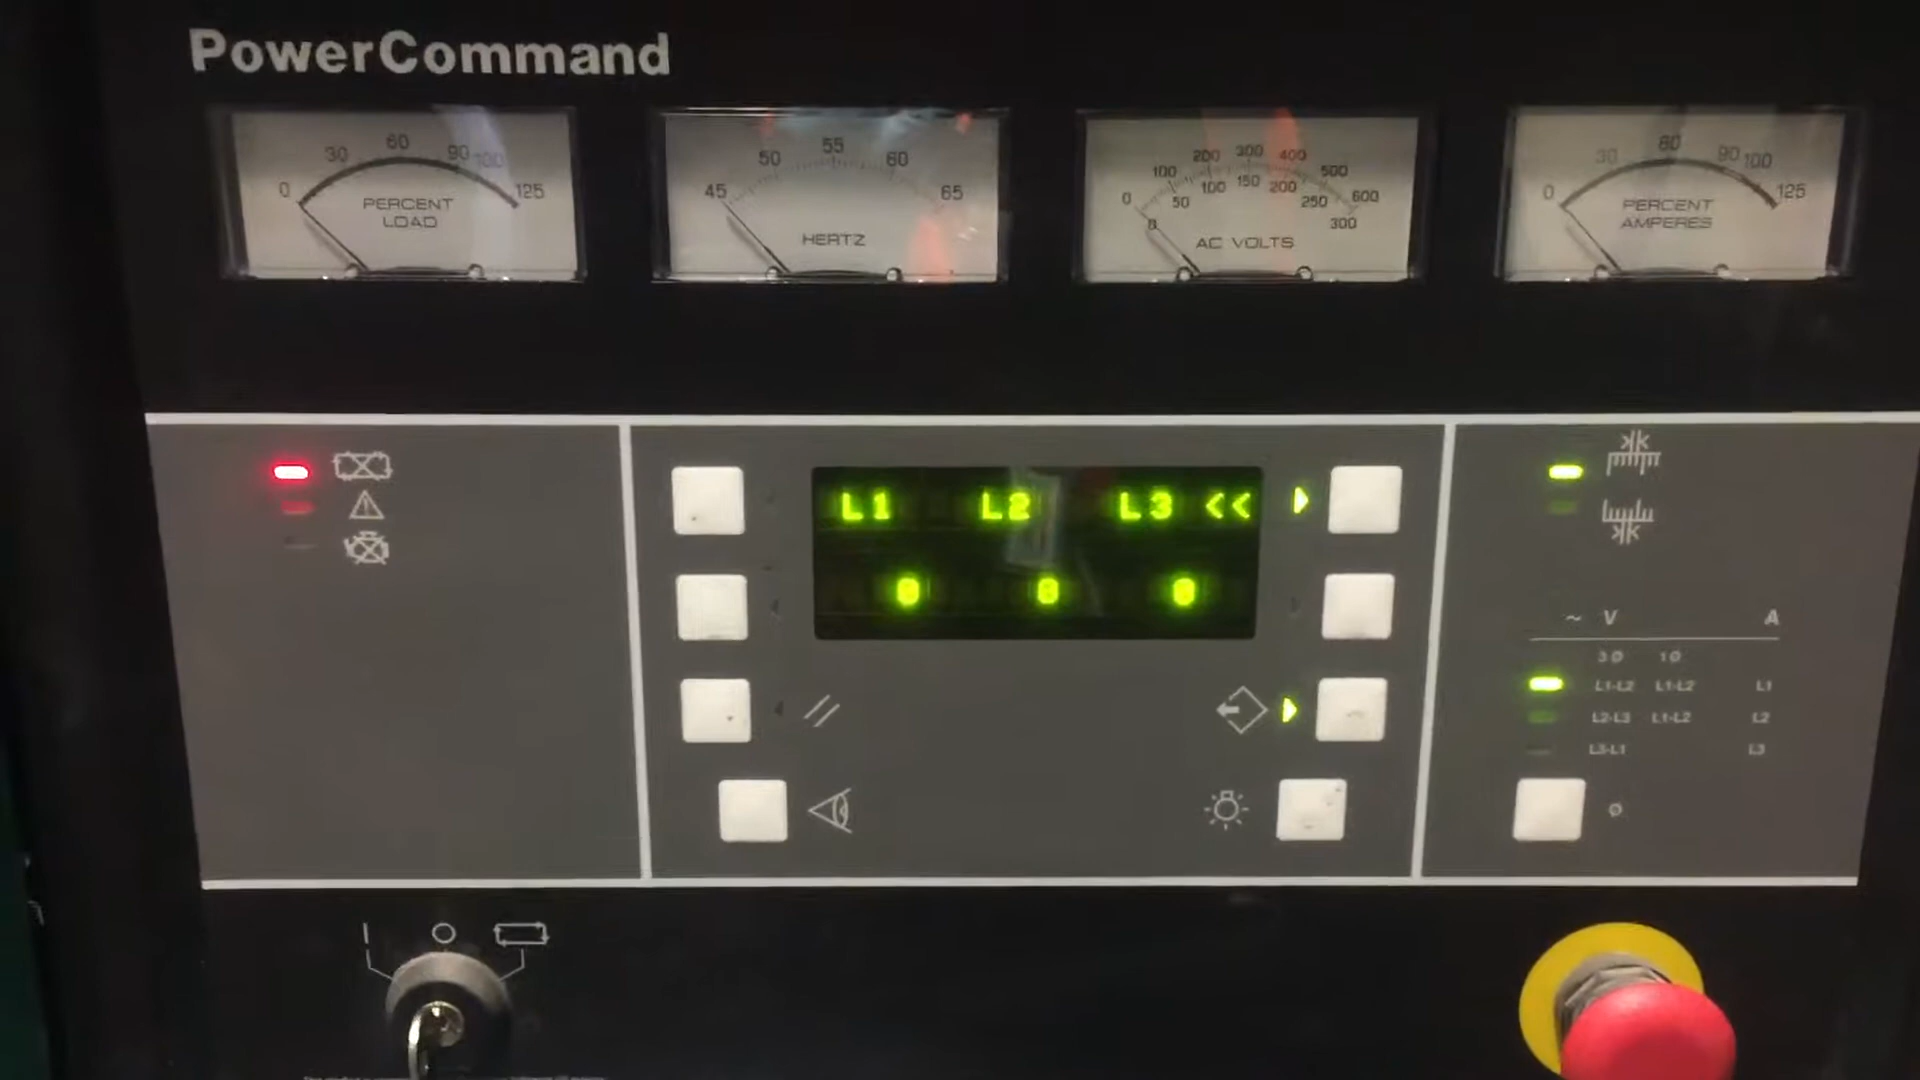 PowerCommand
0 30 60 90 100 125
PERCENT
LOAD
45 50 55 60 65
HERTZ
0 100 200 300 400 500 600
0 50 100 150 200 250 300
AC VOLTS
0 30 60 90 100 125
PERCENT
AMPERES
L1 L2 L3 <<
0 0 0
~ V A
3Ø 1Ø
L1-L2 L1-L2 L1
L2-L3 L1-L2 L2
L3-L1 L3
Ø
I O